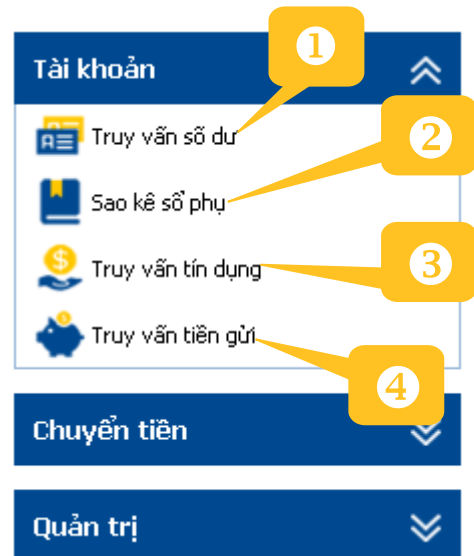 Tài khoản
1
Truy vấn số dư
2
Sao kê sổ phụ
3
Truy vấn tín dụng
Truy vấn tiền gửi
4
Chuyển tiền
Quản trị